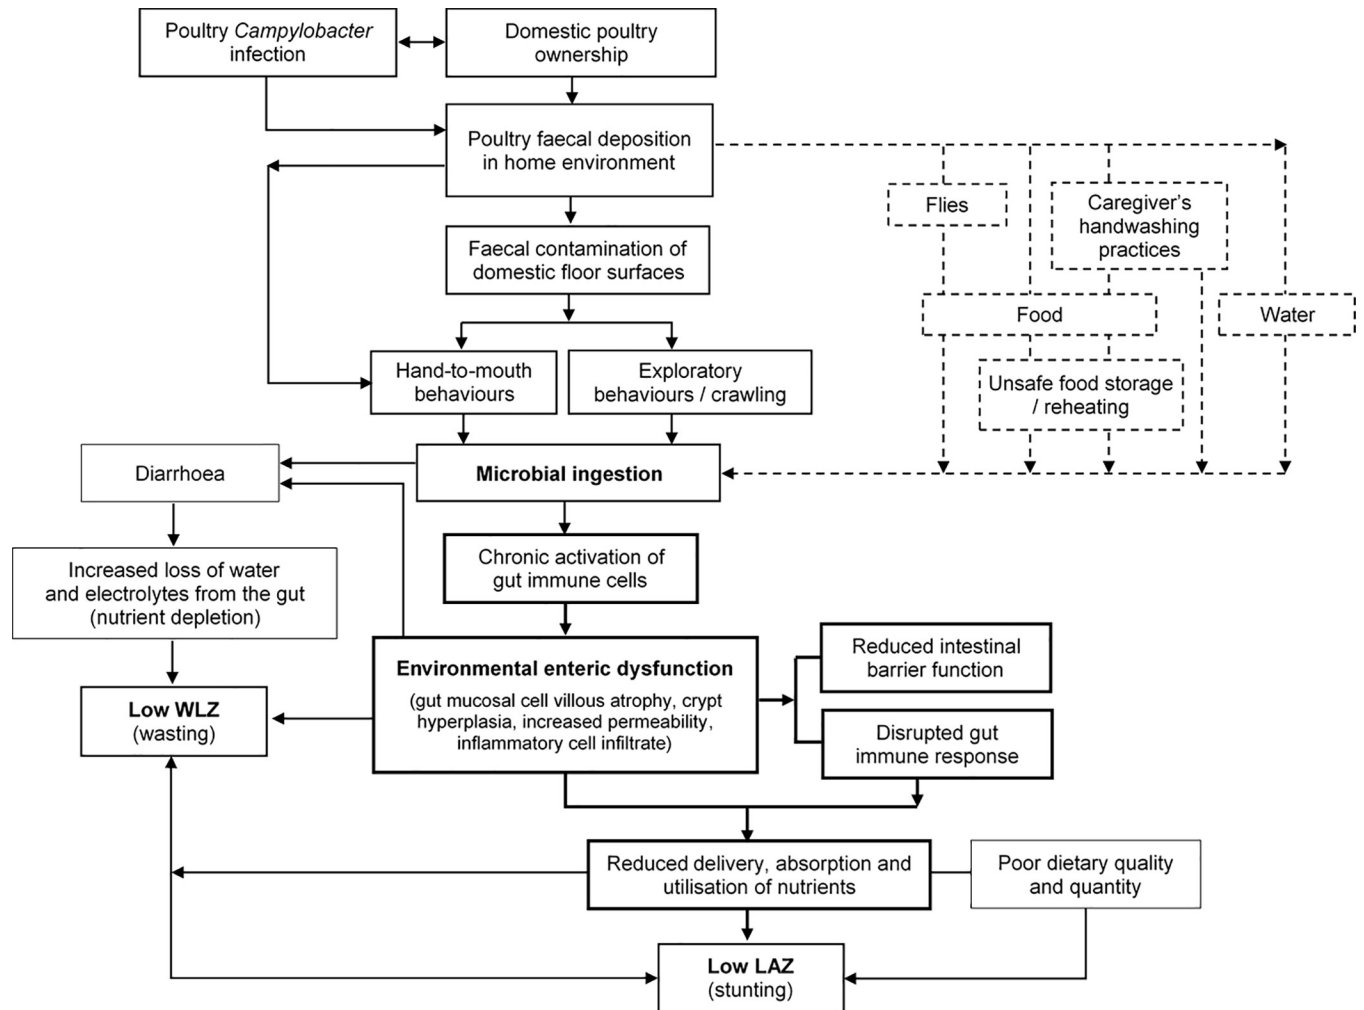 Poultry Campylobacter
infection
Domestic poultry
ownership
Poultry faecal deposition
in home environment
Flies
Caregiver’s
handwashing
practices
Faecal contamination of
domestic floor surfaces
Food
Water
Hand-to-mouth
behaviours
Exploratory
behaviours / crawling
Unsafe food storage
/ reheating
Diarrhoea
Microbial ingestion
Increased loss of water
and electrolytes from the gut
(nutrient depletion)
Chronic activation of
gut immune cells
Environmental enteric dysfunction
(gut mucosal cell villous atrophy, crypt
hyperplasia, increased permeability,
inflammatory cell infiltrate)
Reduced intestinal
barrier function
Low WLZ
(wasting)
Disrupted gut
immune response
Reduced delivery, absorption and
utilisation of nutrients
Poor dietary quality
and quantity
Low LAZ
(stunting)